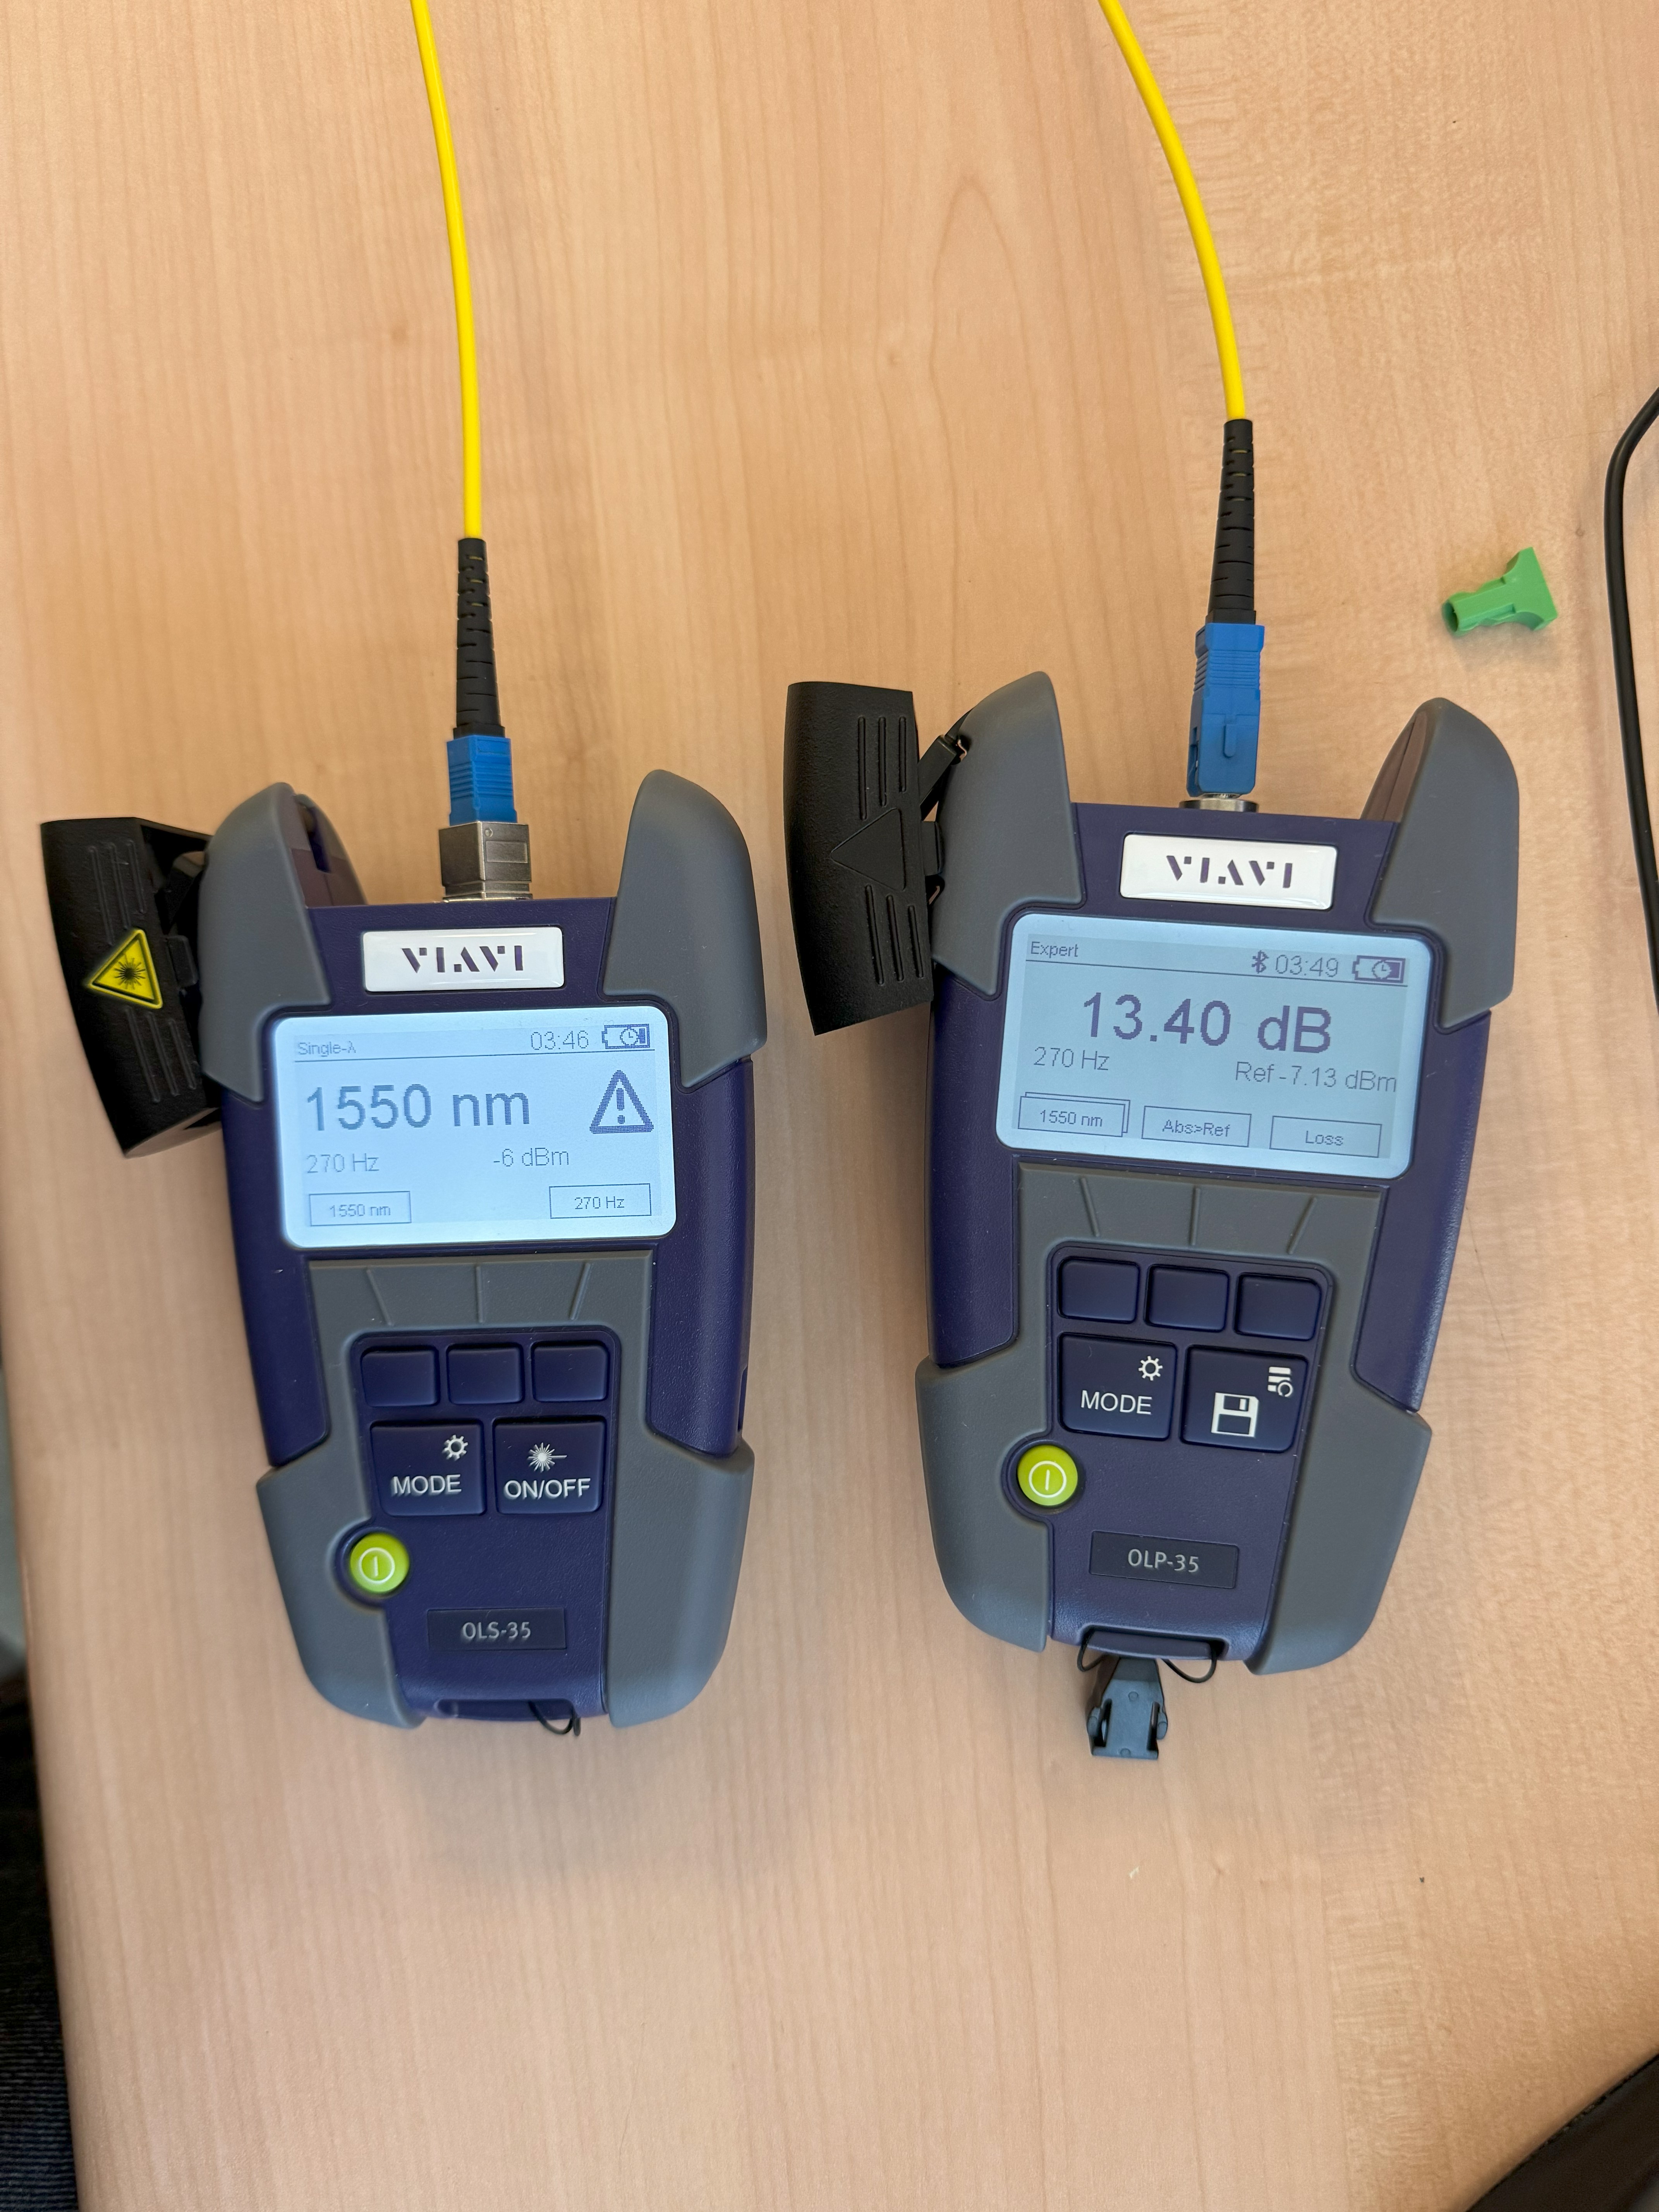 VIAVI
Single-λ
03:46
1550 nm
270 Hz
-6 dBm
1550 nm
270 Hz
MODE
ON/OFF
OLS-35
VIAVI
Expert
03:49
13.40 dB
270 Hz
Ref -7.13 dBm
1550 nm
Abs>Ref
Loss
MODE
OLP-35